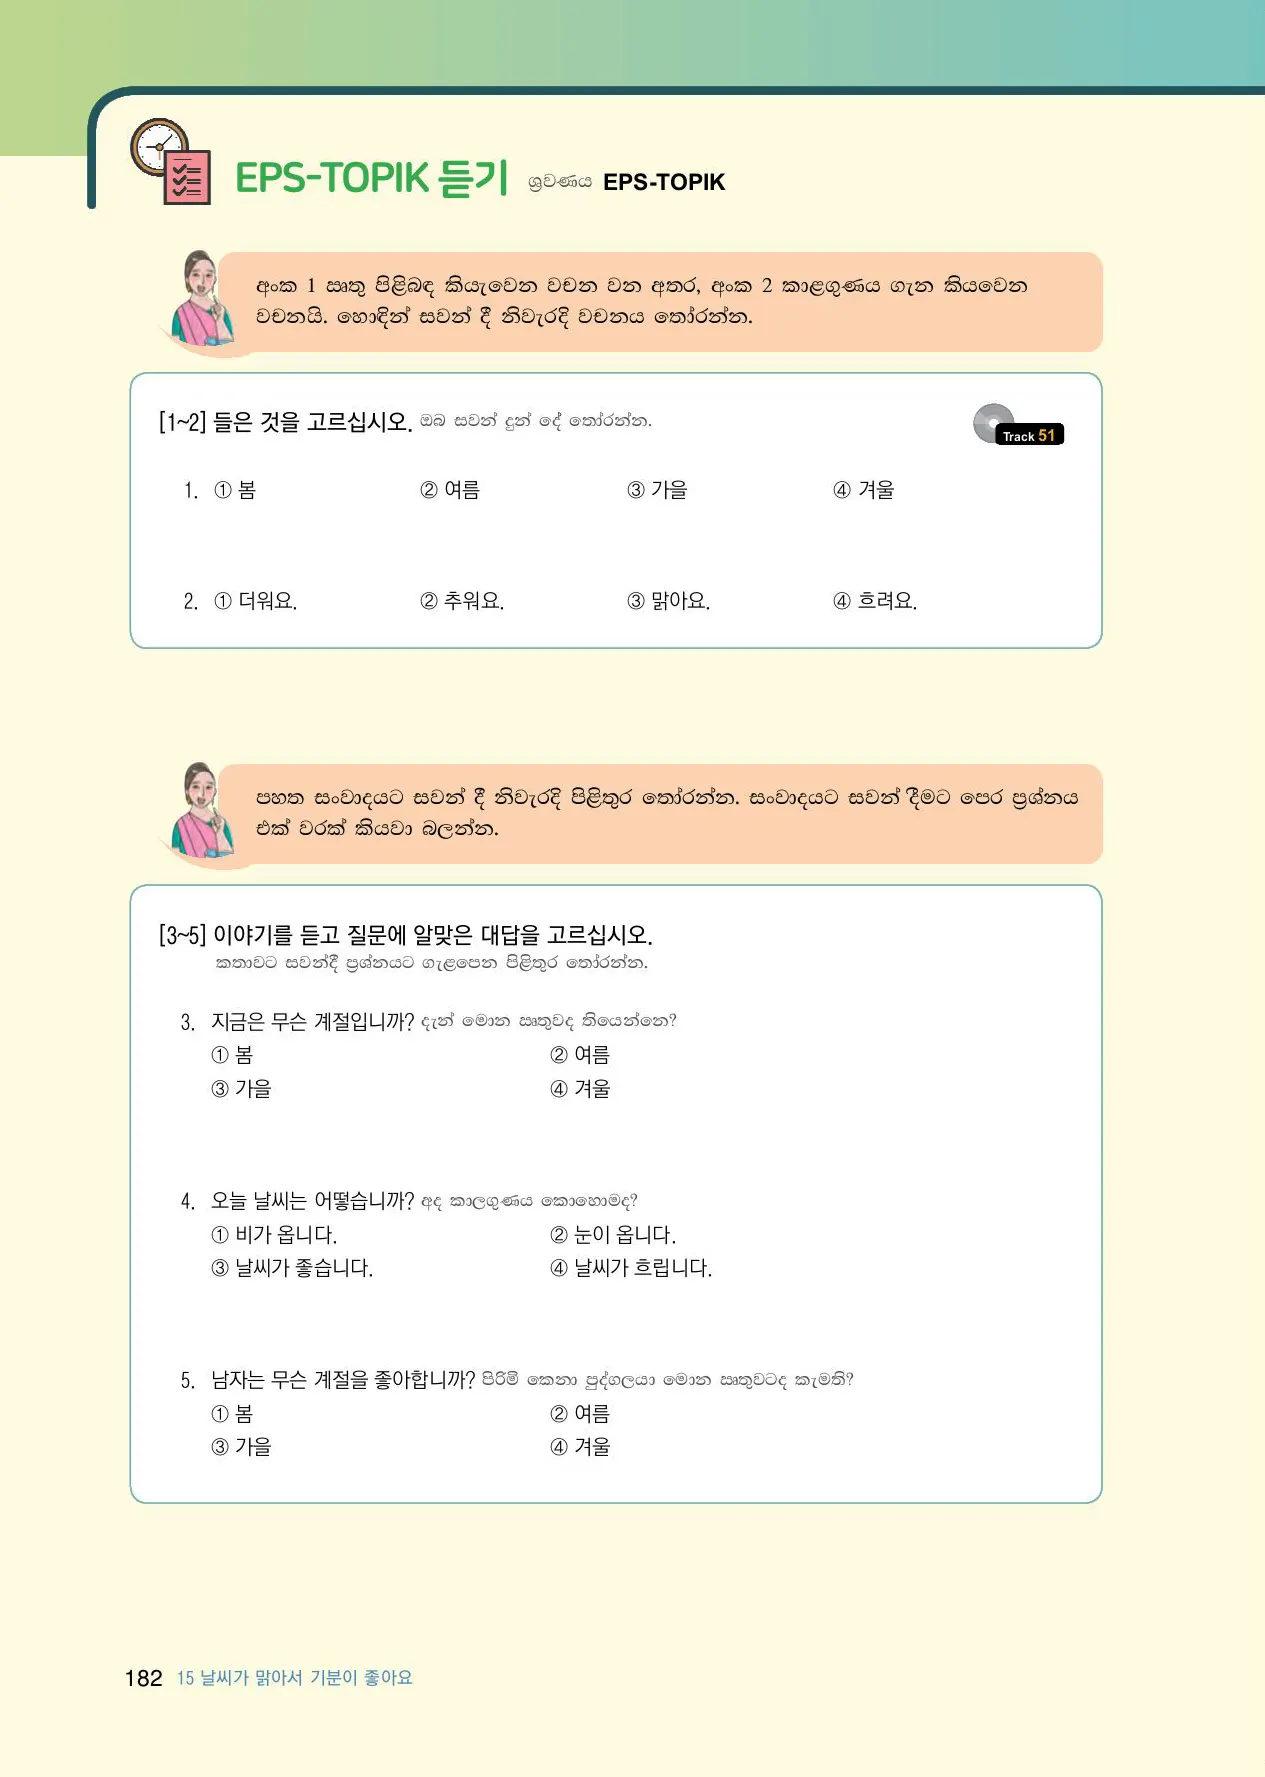 EPS-TOPIK 듣기 ශ්‍රවණය EPS-TOPIK
අංක 1 ඍතු පිළිබඳ කියැවෙන වචන වන අතර, අංක 2 කාළගුණය ගැන කියවෙන
වචනයි. හොඳින් සවන් දී නිවැරදි වචනය තෝරන්න.
[1~2] 들은 것을 고르십시오. ඔබ සවන් දුන් දේ තෝරන්න.
Track 51
1. ① 봄 ② 여름 ③ 가을 ④ 겨울
2. ① 더워요. ② 추워요. ③ 맑아요. ④ 흐려요.
පහත සංවාදයට සවන් දී නිවැරදි පිළිතුර තෝරන්න. සංවාදයට සවන් දීමට පෙර ප්‍රශ්නය
එක් වරක් කියවා බලන්න.
[3~5] 이야기를 듣고 질문에 알맞은 대답을 고르십시오.
කතාවට සවන්දී ප්‍රශ්නයට ගැළපෙන පිළිතුර තෝරන්න.
3. 지금은 무슨 계절입니까? දැන් මොන ඍතුවද තියෙන්නෙ?
① 봄 ② 여름
③ 가을 ④ 겨울
4. 오늘 날씨는 어떻습니까? අද කාලගුණය කොහොමද?
① 비가 옵니다. ② 눈이 옵니다.
③ 날씨가 좋습니다. ④ 날씨가 흐립니다.
5. 남자는 무슨 계절을 좋아합니까? පිරිමි කෙනා පුද්ගලයා මොන ඍතුවටද කැමති?
① 봄 ② 여름
③ 가을 ④ 겨울
182 15 날씨가 맑아서 기분이 좋아요